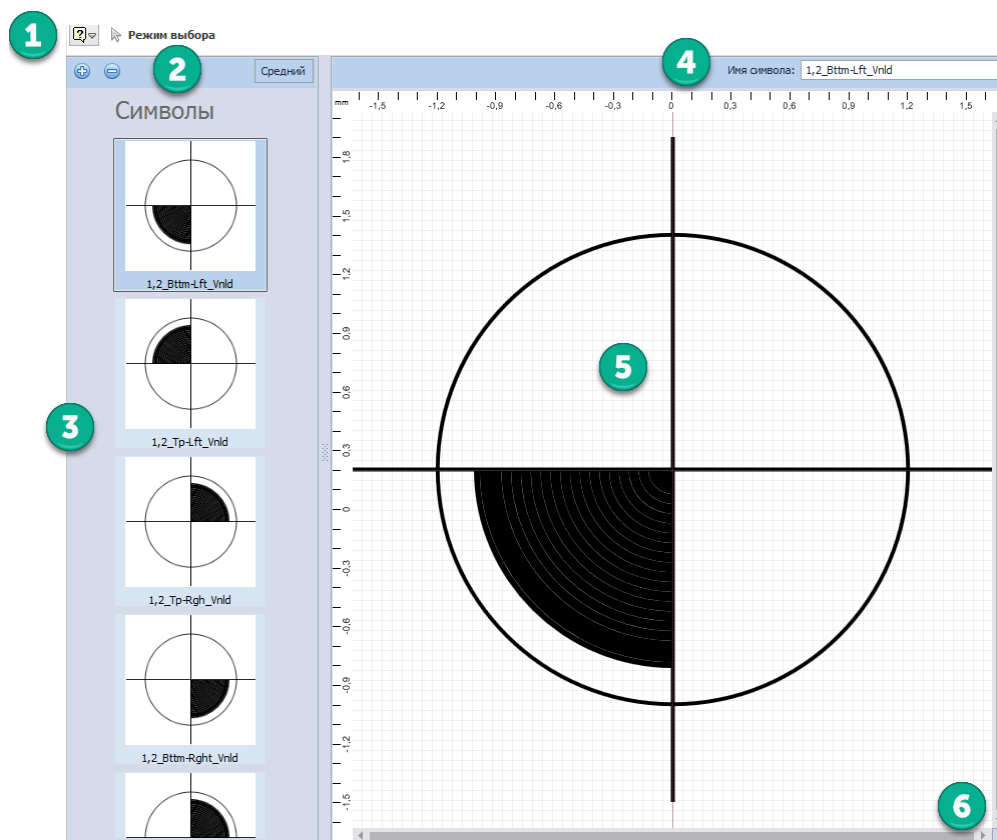 1
Режим выбора
2
Средний
4
Имя символа: 1,2_Bttm-Lft_Vnld
Символы
mm -1,5 -1,2 -0,9 -0,6 -0,3 0 0,3 0,6 0,9 1,2 1,5
1,2_Bttm-Lft_Vnld
1,2_Tp-Lft_Vnld
3
1,2_Tp-Rgh_Vnld
1,2_Bttm-Rght_Vnld
1,8
1,5
1,2
0,9
0,6
0,3
0
-0,3
-0,6
-0,9
-1,2
-1,5
5
6